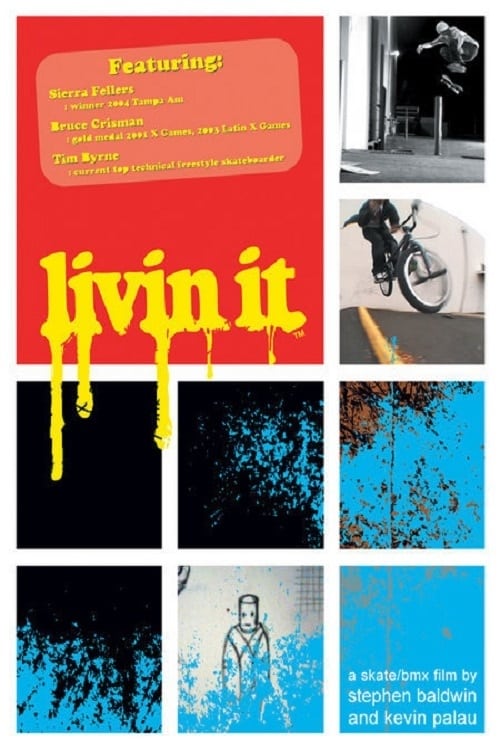 Featuring:
Sierra Fellers
: winner 2004 Tampa Am
Bruce Crisman
: gold medal 2002 X Games, 2003 Latin X Games
Tim Byrne
: current top technical freestyle skateboarder
livin it
TM
a skate/bmx film by
stephen baldwin
and kevin palau